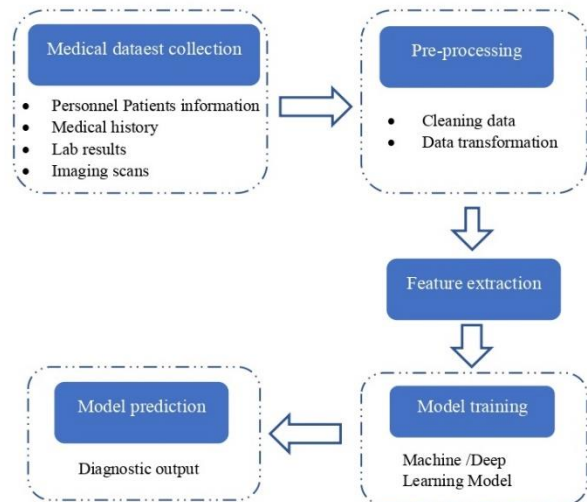 Medical dataest collection
• Personnel Patients information
• Medical history
• Lab results
• Imaging scans
Pre-processing
• Cleaning data
• Data transformation
Feature extraction
Model training
Machine /Deep
Learning Model
Model prediction
Diagnostic output